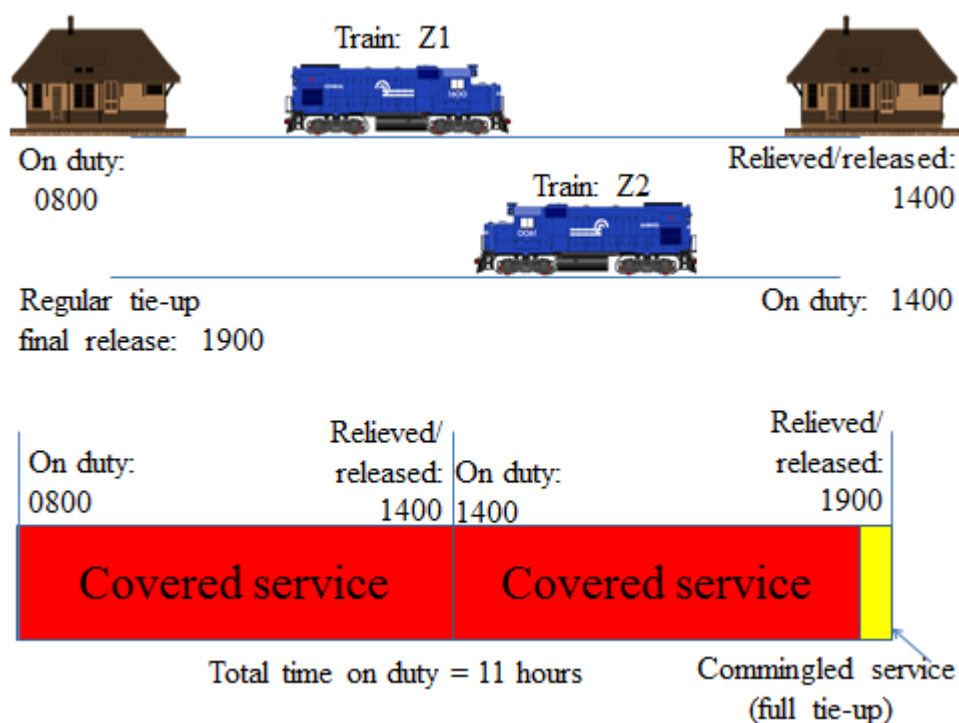 Train: Z1
1600
On duty:
0800
Relieved/released:
1400
Train: Z2
0061
Regular tie-up
final release: 1900
On duty: 1400
On duty:
0800
Relieved/
released:
1400
On duty:
1400
Relieved/
released:
1900
Covered service
Covered service
Total time on duty = 11 hours
Commingled service
(full tie-up)